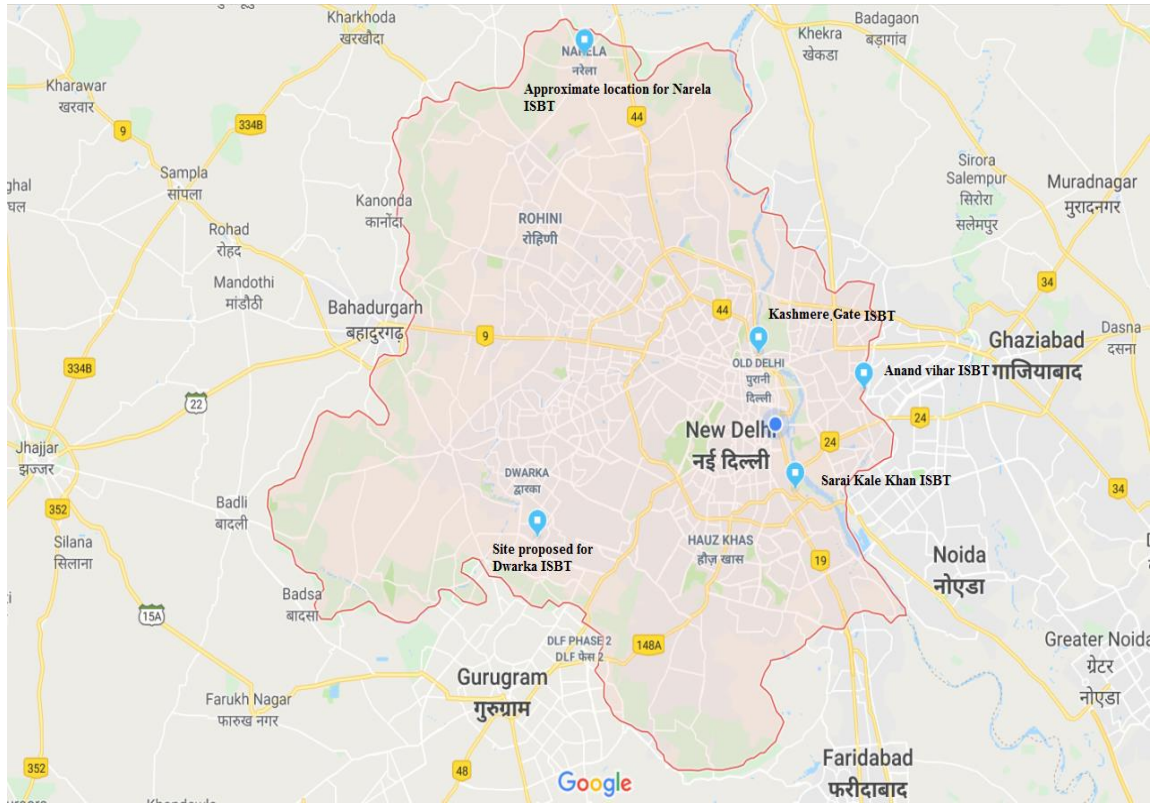 Kharkhoda
खरखौदा
Badagaon
बड़ागांव
Khekra
खेकडा
NARELA
नरेला
Approximate location for Narela
ISBT
Kharawar
खरवार
9
334B
44
Sampla
सांपला
Kanonda
कानोंदा
Sirora
Salempur
सिरोरा
सलेमपुर
Muradnagar
मुरादनगर
ROHINI
रोहिणी
Rohad
रोहद
Mandothi
मांडौठी
34
Bahadurgarh
बहादुरगढ़
44
Kashmere Gate ISBT
9
Ghaziabad
गाजियाबाद
Dasna
दसना
OLD DELHI
पुरानी
दिल्ली
Anand vihar ISBT
334B
22
24
24
New Delhi
नई दिल्ली
Jhajjar
झज्जर
DWARKA
द्वारका
Sarai Kale Khan ISBT
34
352
Badli
बादली
Silana
सिलाना
Site proposed for
Dwarka ISBT
HAUZ KHAS
हौज़ खास
19
Noida
नोएडा
Badsa
बादसा
15A
DLF PHASE 2
DLF फेस 2
148A
Greater Noida
ग्रेटर
नोएडा
Gurugram
गुरुग्राम
Farukh Nagar
फारुख नगर
352
48
Google
Faridabad
फरीदाबाद